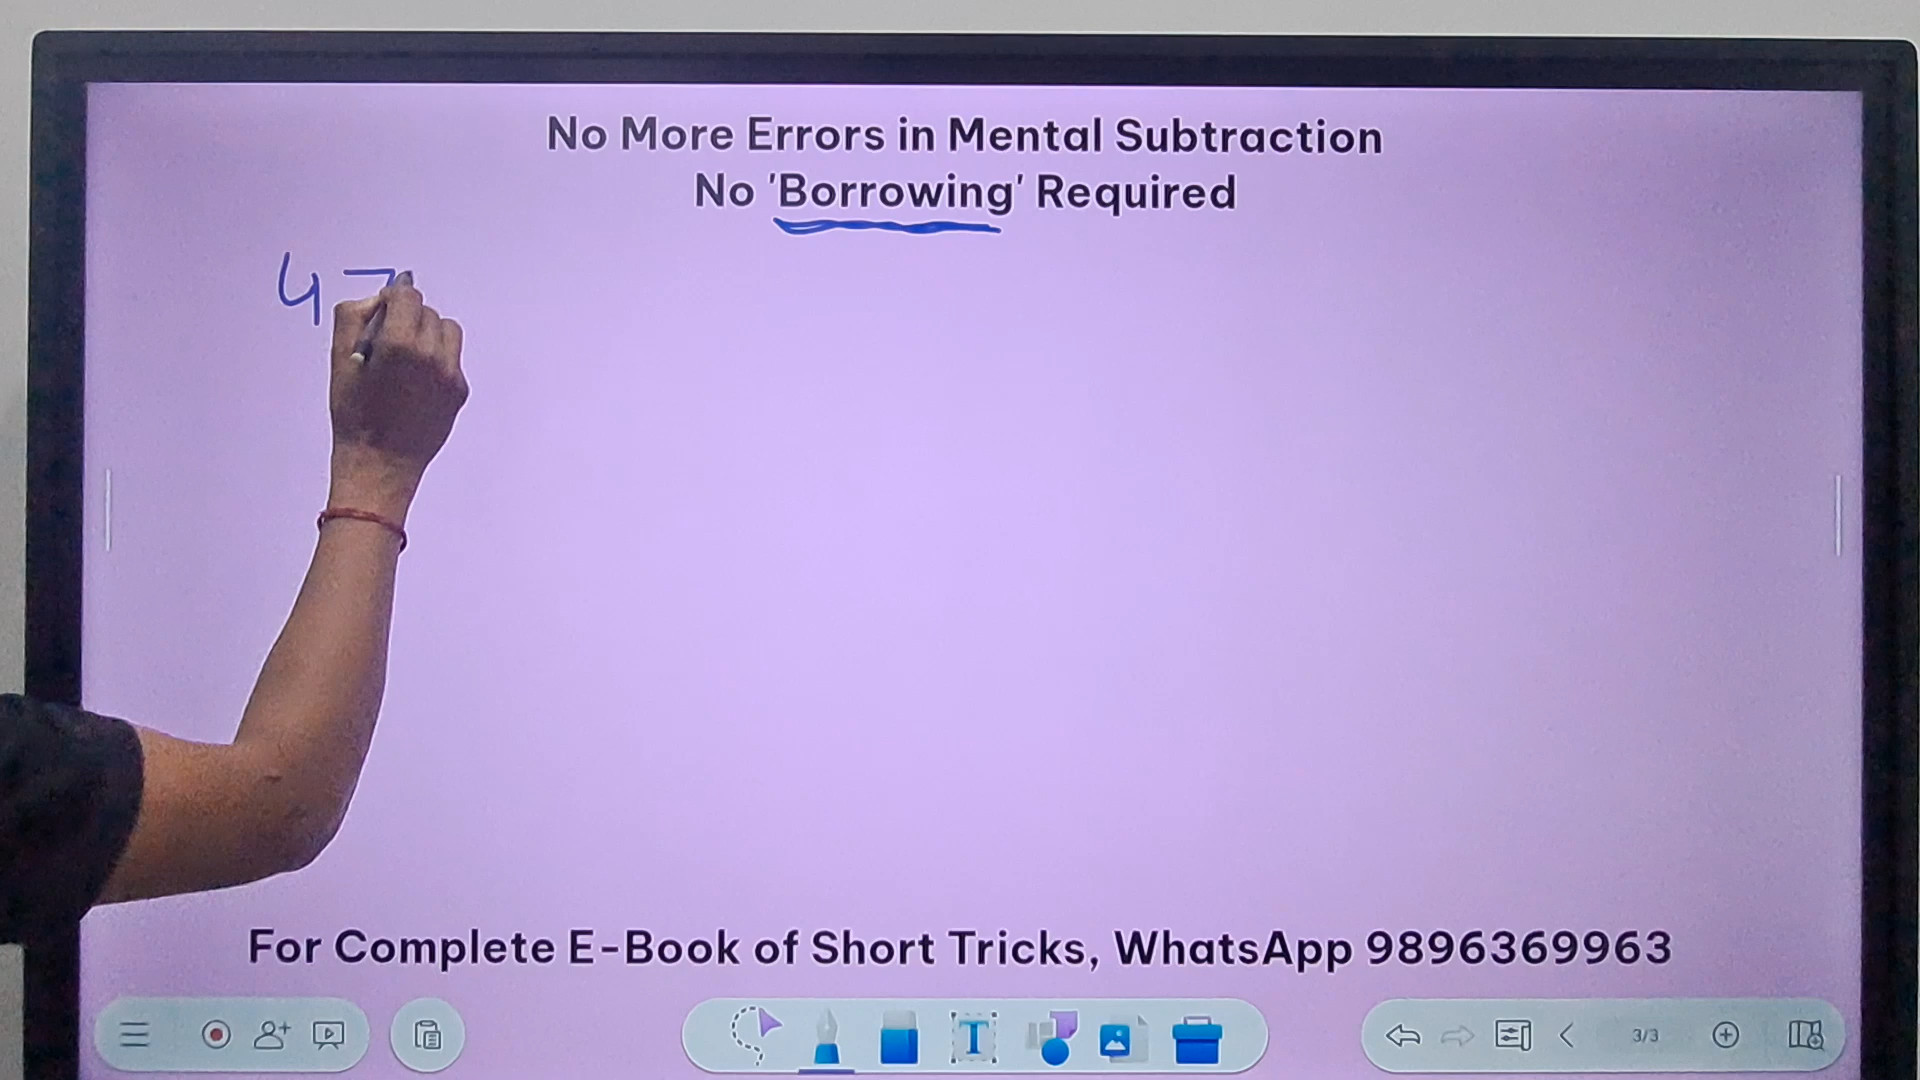 No More Errors in Mental Subtraction
No 'Borrowing' Required
47
For Complete E-Book of Short Tricks, WhatsApp 9896369963
T
3/3